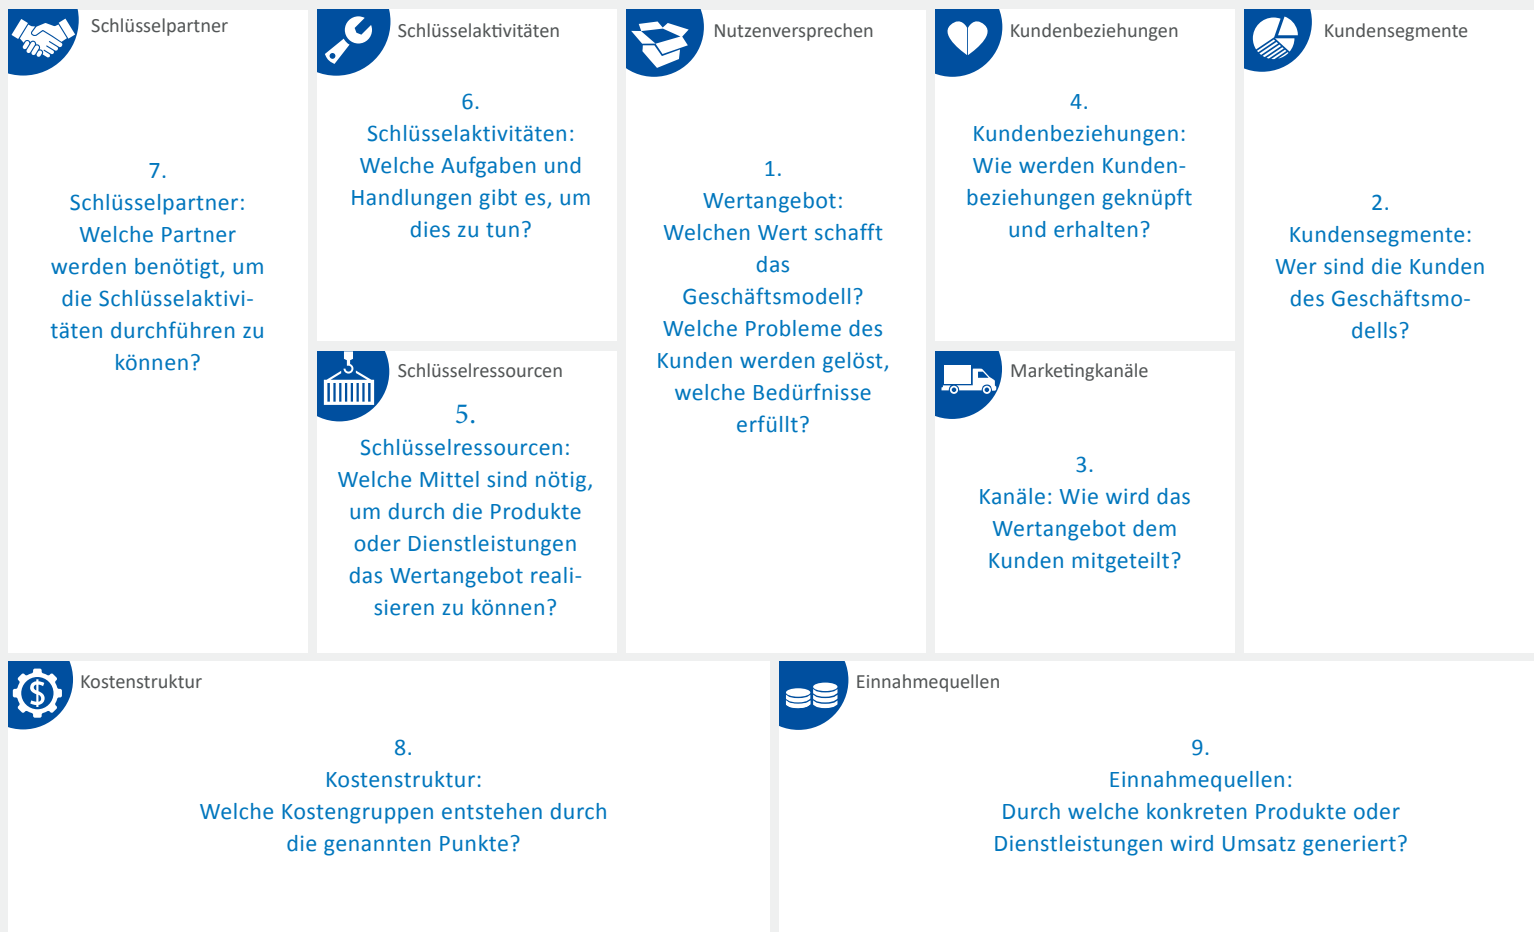 Schlüsselpartner
7.
Schlüsselpartner:
Welche Partner
werden benötigt, um
die Schlüsselaktivi-
täten durchführen zu
können?
Schlüsselaktivitäten
6.
Schlüsselaktivitäten:
Welche Aufgaben und
Handlungen gibt es, um
dies zu tun?
Schlüsselressourcen
5.
Schlüsselressourcen:
Welche Mittel sind nötig,
um durch die Produkte
oder Dienstleistungen
das Wertangebot reali-
sieren zu können?
Nutzenversprechen
1.
Wertangebot:
Welchen Wert schafft
das
Geschäftsmodell?
Welche Probleme des
Kunden werden gelöst,
welche Bedürfnisse
erfüllt?
Kundenbeziehungen
4.
Kundenbeziehungen:
Wie werden Kunden-
beziehungen geknüpft
und erhalten?
Marketingkanäle
3.
Kanäle: Wie wird das
Wertangebot dem
Kunden mitgeteilt?
Kundensegmente
2.
Kundensegmente:
Wer sind die Kunden
des Geschäftsmo-
dells?
$
Kostenstruktur
8.
Kostenstruktur:
Welche Kostengruppen entstehen durch
die genannten Punkte?
Einnahmequellen
9.
Einnahmequellen:
Durch welche konkreten Produkte oder
Dienstleistungen wird Umsatz generiert?